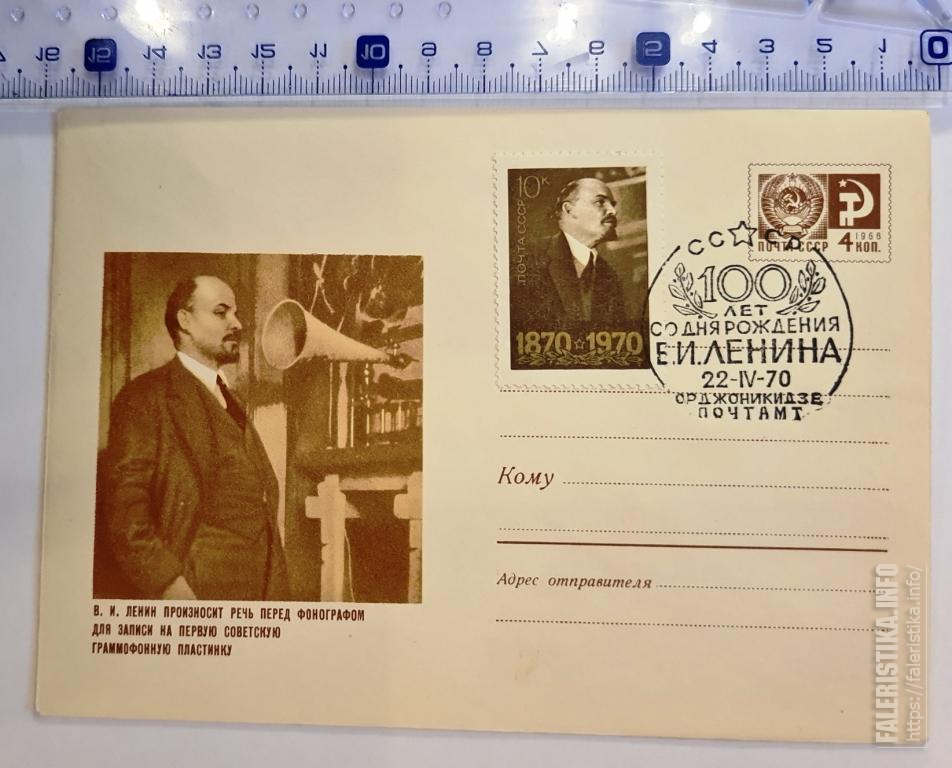 16 15 14 13 12 11 10 9 8 7 6 5 4 3 2 1 0
10к
ПОЧТА СССР
1870 ☆ 1970
1966
ПОЧТА СССР 4 КОП.
СС☆СР
100
ЛЕТ
СО ДНЯ РОЖДЕНИЯ
В.И.ЛЕНИНА
22-IV-70
ОРДЖОНИКИДЗЕ
ПОЧТАМТ
Кому
Адрес отправителя
В. И. ЛЕНИН ПРОИЗНОСИТ РЕЧЬ ПЕРЕД ФОНОГРАФОМ
ДЛЯ ЗАПИСИ НА ПЕРВУЮ СОВЕТСКУЮ
ГРАММОФОННУЮ ПЛАСТИНКУ
FALERISTIKA.INFO
https://faleristika.info/